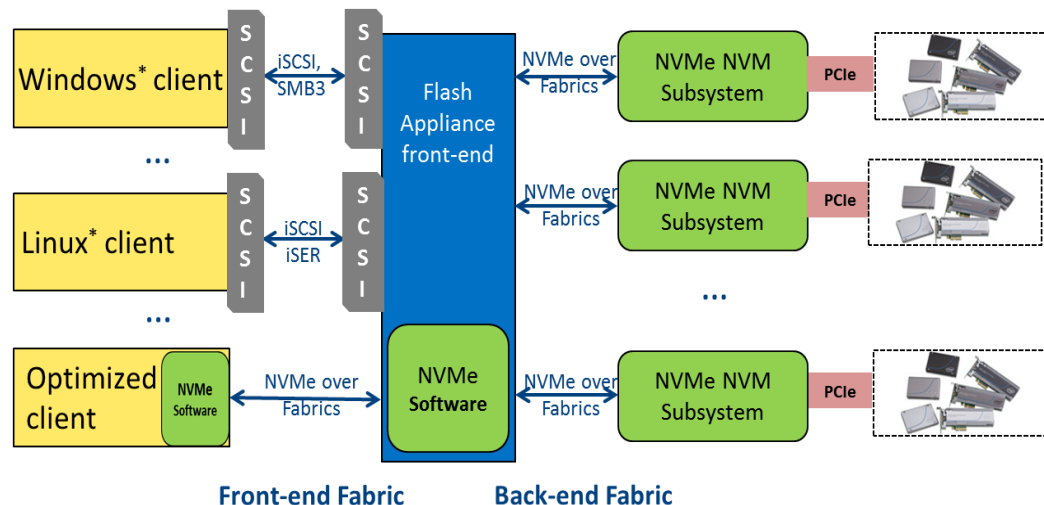 Windows* client
S
C
S
I
iSCSI,
SMB3
S
C
S
I
Flash
Appliance
front-end
NVMe over
Fabrics
NVMe NVM
Subsystem
PCIe
...
Linux* client
S
C
S
I
iSCSI
iSER
S
C
S
I
NVMe over
Fabrics
NVMe NVM
Subsystem
PCIe
...
...
Optimized
client
NVMe
Software
NVMe over
Fabrics
NVMe
Software
NVMe over
Fabrics
NVMe NVM
Subsystem
PCIe
Front-end Fabric
Back-end Fabric